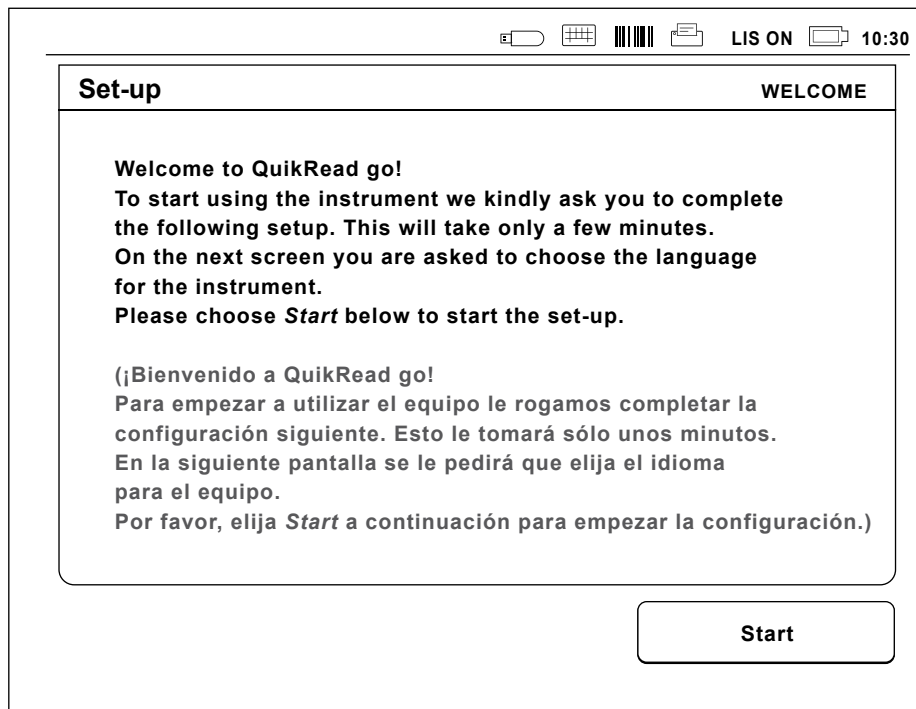 LIS ON 10:30
Set-up WELCOME
Welcome to QuikRead go!
To start using the instrument we kindly ask you to complete
the following setup. This will take only a few minutes.
On the next screen you are asked to choose the language
for the instrument.
Please choose Start below to start the set-up.
(¡Bienvenido a QuikRead go!
Para empezar a utilizar el equipo le rogamos completar la
configuración siguiente. Esto le tomará sólo unos minutos.
En la siguiente pantalla se le pedirá que elija el idioma
para el equipo.
Por favor, elija Start a continuación para empezar la configuración.)
Start